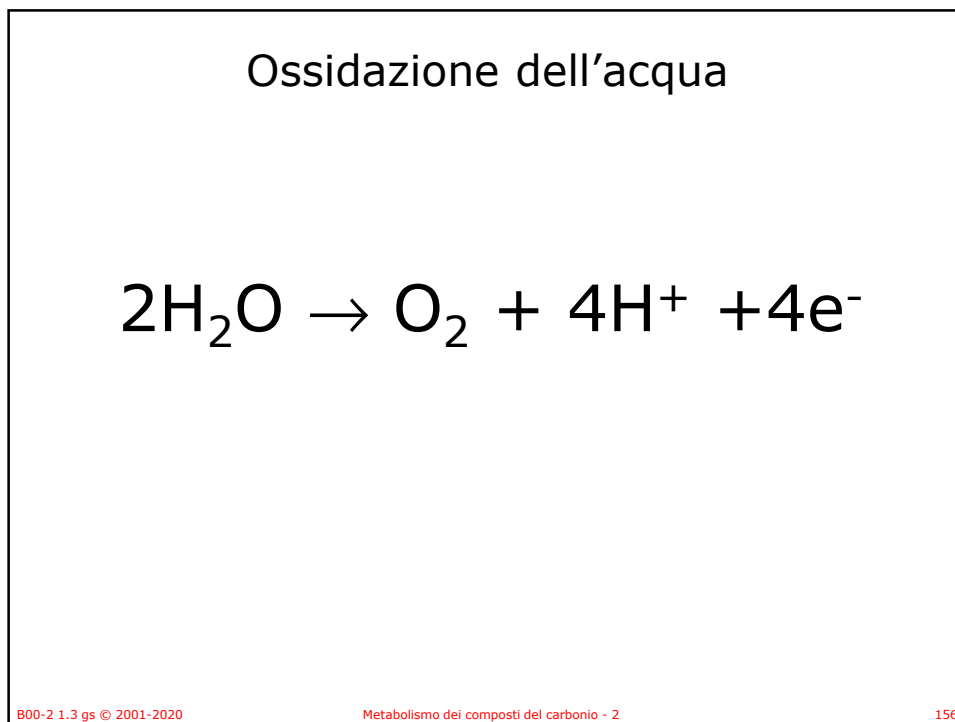 Ossidazione dell’acqua
2H₂O → O₂ + 4H⁺ +4e⁻
B00-2 1.3 gs © 2001-2020 Metabolismo dei composti del carbonio - 2 156